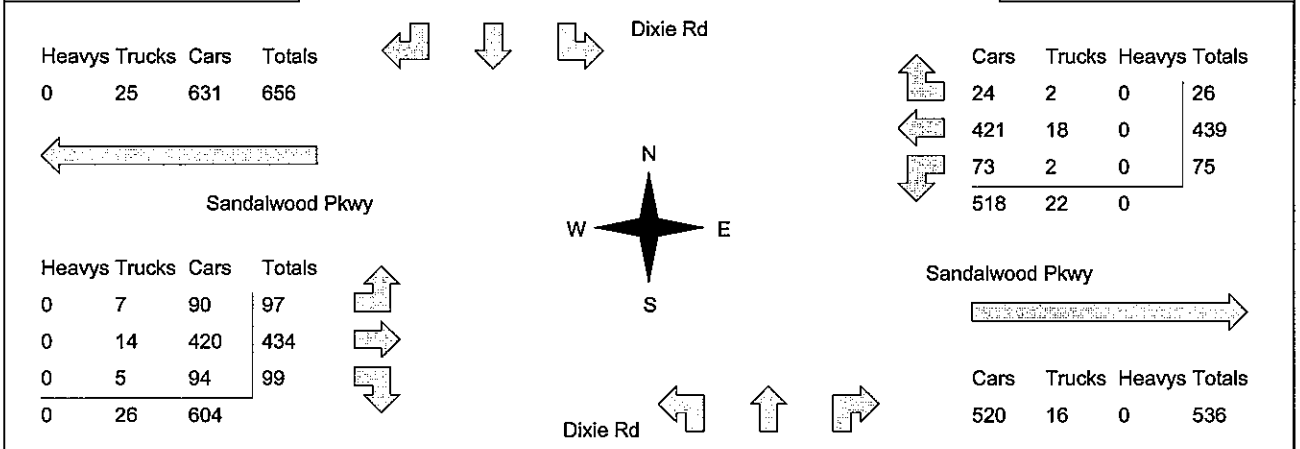 Dixie Rd
Heavys Trucks Cars Totals
0 25 631 656
Cars Trucks Heavys Totals
24 2 0 26
421 18 0 439
73 2 0 75
518 22 0
Sandalwood Pkwy
N
W E
S
Heavys Trucks Cars Totals
0 7 90 97
0 14 420 434
0 5 94 99
0 26 604
Sandalwood Pkwy
Cars Trucks Heavys Totals
520 16 0 536
Dixie Rd